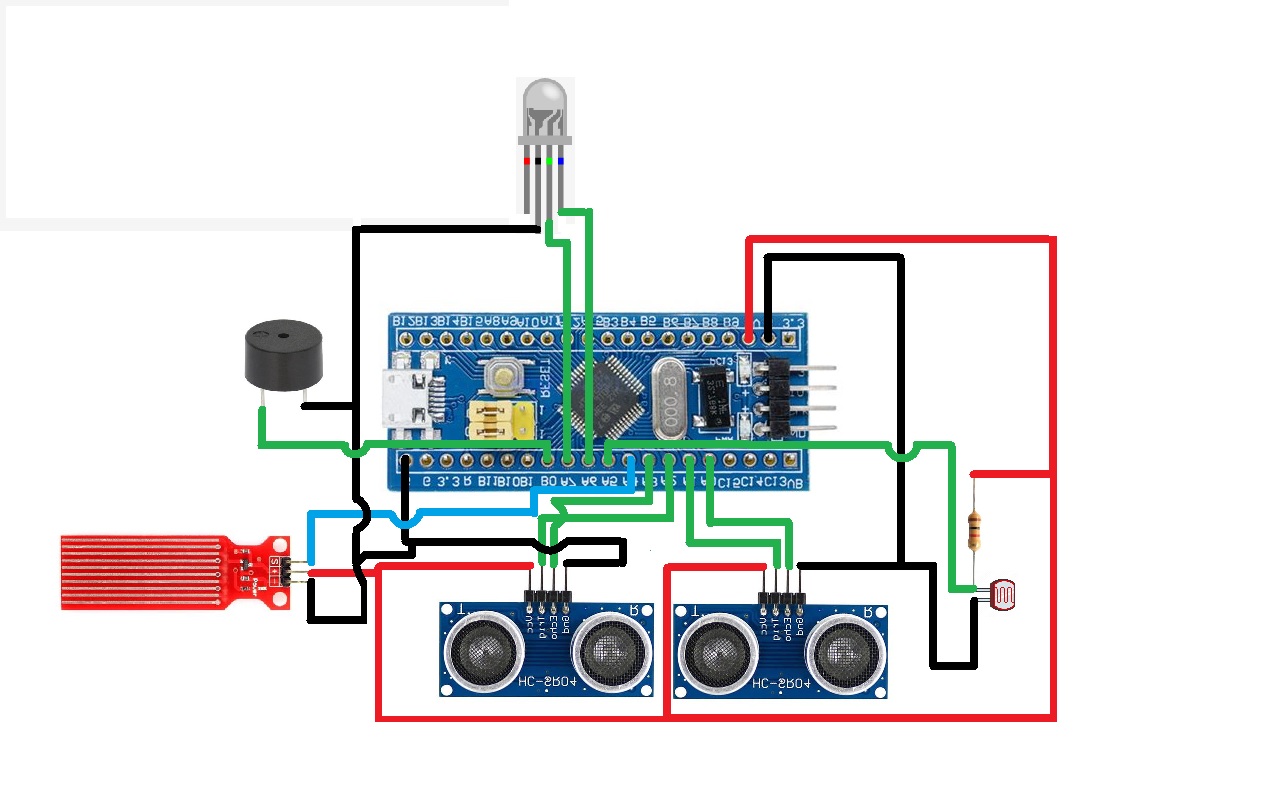 B12 B13 B14 B15 A8 A9 A10 A11 A12 A15 B3 B4 B5 B6 B7 B8 B9 5V 3.3
PC13
RESET
8.000
G 3.3 R B11 B10 B1 B0 A7 A6 A5 A4 A3 A2 A1 A0 C15 C14 C13 VB
S
+
-
T R
Vcc
Trig
Echo
Gnd
HC-SR04
T R
Vcc
Trig
Echo
Gnd
HC-SR04